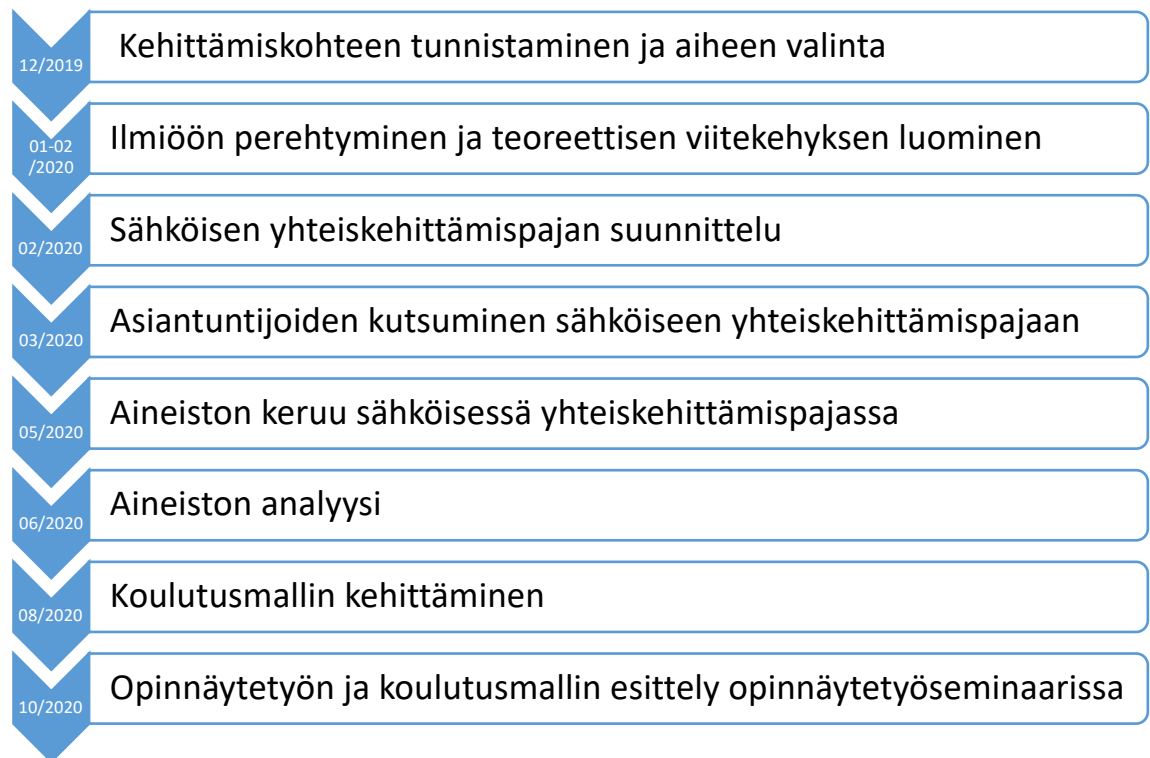 12/2019
Kehittämiskohteen tunnistaminen ja aiheen valinta
01-02
/2020
Ilmiöön perehtyminen ja teoreettisen viitekehyksen luominen
02/2020
Sähköisen yhteiskehittämispajan suunnittelu
03/2020
Asiantuntijoiden kutsuminen sähköiseen yhteiskehittämispajaan
05/2020
Aineiston keruu sähköisessä yhteiskehittämispajassa
06/2020
Aineiston analyysi
08/2020
Koulutusmallin kehittäminen
10/2020
Opinnäytetyön ja koulutusmallin esittely opinnäytetyöseminaarissa